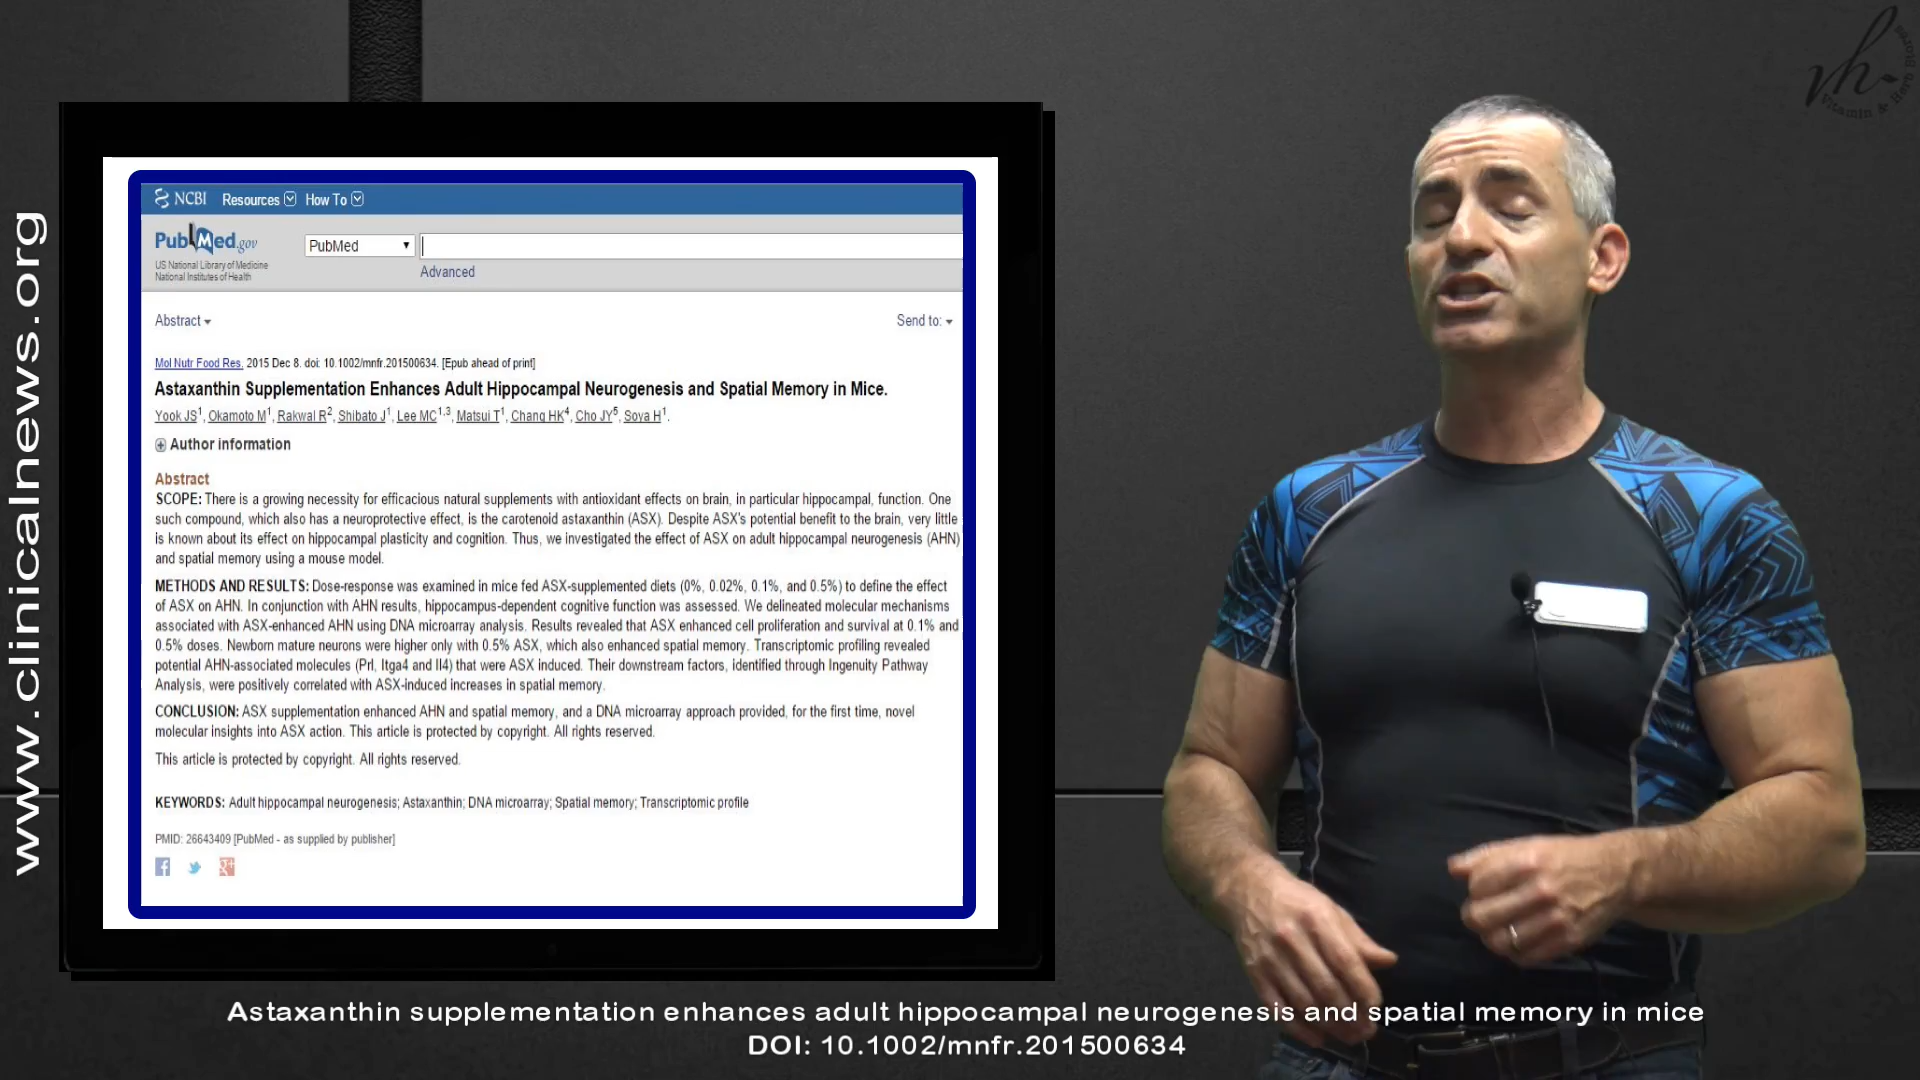 www.clinicalnews.org
vh
Vitamin & Herb Stores
NCBI Resources How To
PubMed.gov
US National Library of Medicine
National Institutes of Health
PubMed
Advanced
Abstract
Send to:
Mol Nutr Food Res. 2015 Dec 8. doi: 10.1002/mnfr.201500634. [Epub ahead of print]
Astaxanthin Supplementation Enhances Adult Hippocampal Neurogenesis and Spatial Memory in Mice.
Yook JS1, Okamoto M1, Rakwal R2, Shibato J1, Lee MC1,3, Matsui T1, Chang HK4, Cho JY5, Soya H1.
Author information
Abstract
SCOPE: There is a growing necessity for efficacious natural supplements with antioxidant effects on brain, in particular hippocampal, function. One
such compound, which also has a neuroprotective effect, is the carotenoid astaxanthin (ASX). Despite ASX's potential benefit to the brain, very little
is known about its effect on hippocampal plasticity and cognition. Thus, we investigated the effect of ASX on adult hippocampal neurogenesis (AHN)
and spatial memory using a mouse model.
METHODS AND RESULTS: Dose-response was examined in mice fed ASX-supplemented diets (0%, 0.02%, 0.1%, and 0.5%) to define the effect
of ASX on AHN. In conjunction with AHN results, hippocampus-dependent cognitive function was assessed. We delineated molecular mechanisms
associated with ASX-enhanced AHN using DNA microarray analysis. Results revealed that ASX enhanced cell proliferation and survival at 0.1% and
0.5% doses. Newborn mature neurons were higher only with 0.5% ASX, which also enhanced spatial memory. Transcriptomic profiling revealed
potential AHN-associated molecules (Prl, Itga4 and Il4) that were ASX induced. Their downstream factors, identified through Ingenuity Pathway
Analysis, were positively correlated with ASX-induced increases in spatial memory.
CONCLUSION: ASX supplementation enhanced AHN and spatial memory, and a DNA microarray approach provided, for the first time, novel
molecular insights into ASX action. This article is protected by copyright. All rights reserved.
This article is protected by copyright. All rights reserved.
KEYWORDS: Adult hippocampal neurogenesis; Astaxanthin; DNA microarray; Spatial memory; Transcriptomic profile
PMID: 26643409 [PubMed - as supplied by publisher]
Astaxanthin supplementation enhances adult hippocampal neurogenesis and spatial memory in mice
DOI: 10.1002/mnfr.201500634